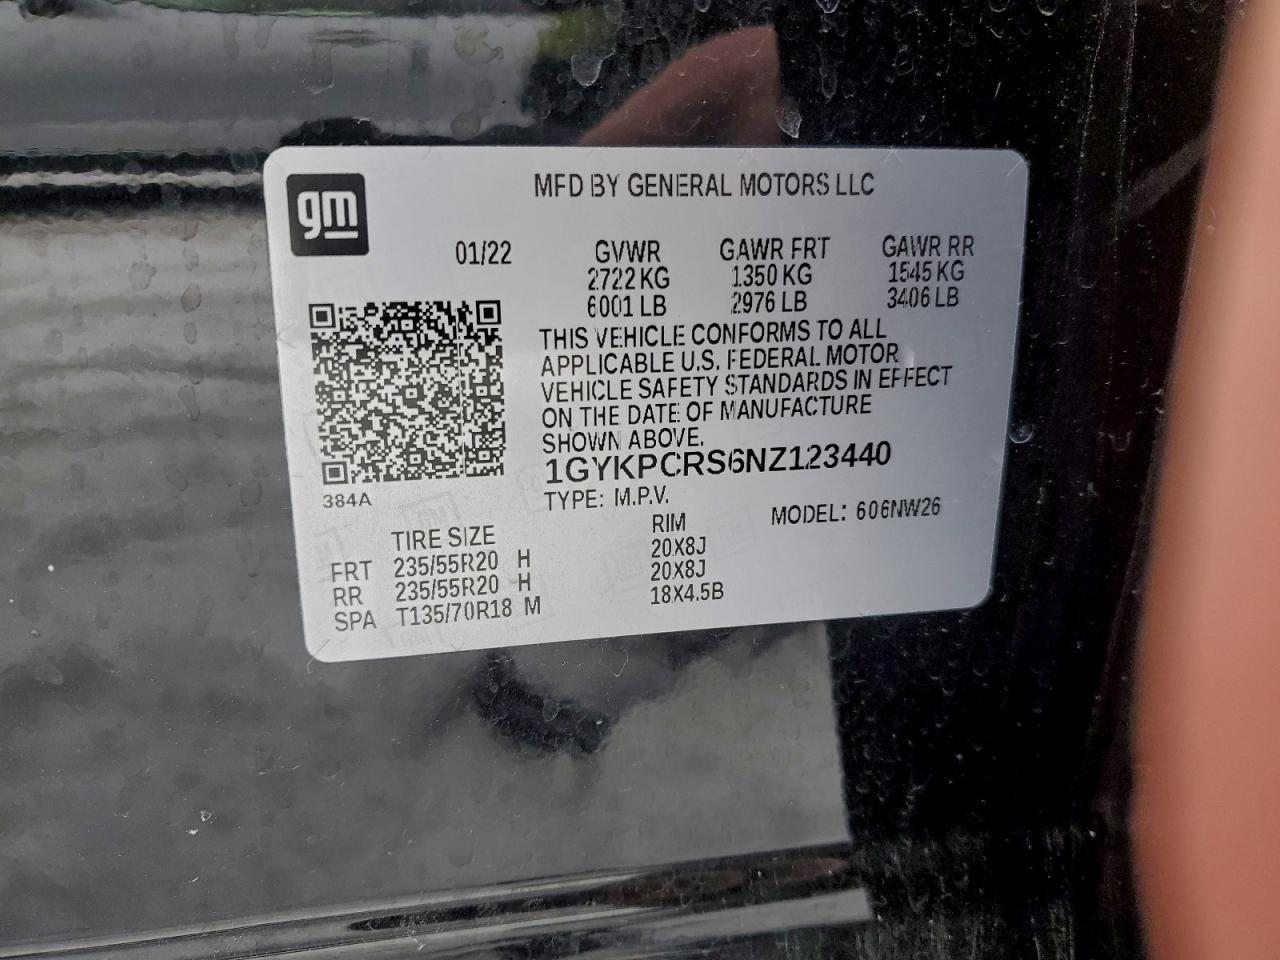 gm
MFD BY GENERAL MOTORS LLC
01/22 GVWR GAWR FRT GAWR RR
2722 KG 1350 KG 1545 KG
6001 LB 2976 LB 3406 LB
THIS VEHICLE CONFORMS TO ALL
APPLICABLE U.S. FEDERAL MOTOR
VEHICLE SAFETY STANDARDS IN EFFECT
ON THE DATE OF MANUFACTURE
SHOWN ABOVE.
1GYKPCRS6NZ123440
384A
TYPE: M.P.V. MODEL: 606NW26
TIRE SIZE RIM
FRT 235/55R20 H 20X8J
RR 235/55R20 H 20X8J
SPA T135/70R18 M 18X4.5B